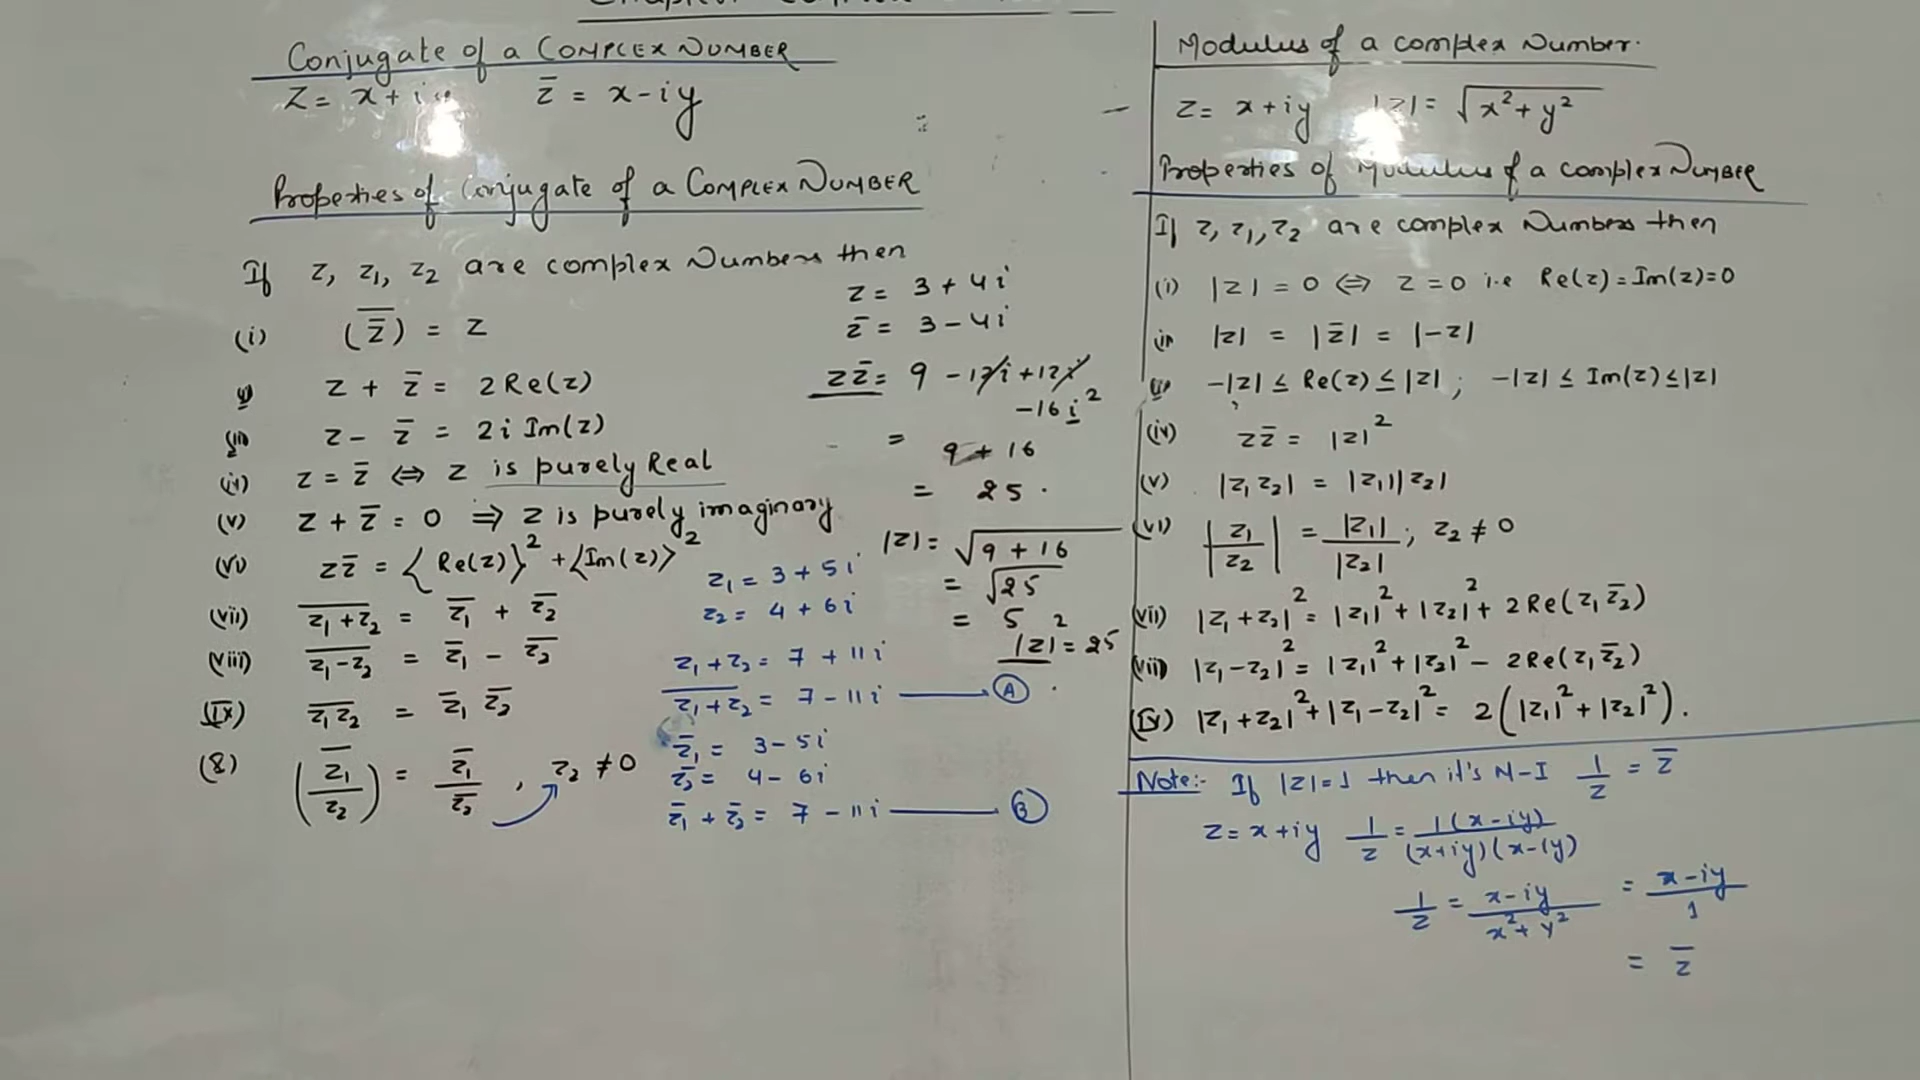 Conjugate of a COMPLEX NUMBER
z = x + iy    z̄ = x - iy
Properties of Conjugate of a COMPLEX NUMBER
If z, z₁, z₂ are complex Numbers then
(i) (z̄)̄ = z
(ii) z + z̄ = 2Re(z)
(iii) z - z̄ = 2i Im(z)
(iv) z = z̄ ⇔ z is purely Real
(v) z + z̄ = 0 ⇒ z is purely imaginary
(vi) zz̄ = {Re(z)}² + {Im(z)}²
(vii) \overline{z₁+z₂} = z̄₁ + z̄₂
(viii) \overline{z₁-z₂} = z̄₁ - z̄₂
(ix) \overline{z₁z₂} = z̄₁ z̄₂
(8) \overline{(z₁/z₂)} = z̄₁/z̄₂ , z₂ ≠ 0
z = 3 + 4i
z̄ = 3 - 4i
zz̄ = 9 - 12i + 12i
-16i²
= 9 + 16
= 25.
|z| = √(9 + 16)
= √25
= 5
|z|² = 25
z₁ = 3 + 5i
z₂ = 4 + 6i
z₁+z₂ = 7 + 11i
\overline{z₁+z₂} = 7 - 11i — (A)
z̄₁ = 3 - 5i
z̄₂ = 4 - 6i
z̄₁ + z̄₂ = 7 - 11i — (B)
Modulus of a complex Number.
z = x + iy    |z| = √(x² + y²)
Properties of Modulus of a complex NUMBER
If z, z₁, z₂ are complex Numbers then
(i) |z| = 0 ⇔ z = 0 i.e Re(z) = Im(z) = 0
(ii) |z| = |z̄| = |-z|
(iii) -|z| ≤ Re(z) ≤ |z| ; -|z| ≤ Im(z) ≤ |z|
(iv) zz̄ = |z|²
(v) |z₁z₂| = |z₁||z₂|
(vi) |z₁/z₂| = |z₁|/|z₂| ; z₂ ≠ 0
(vii) |z₁+z₂|² = |z₁|² + |z₂|² + 2Re(z₁z̄₂)
(viii) |z₁-z₂|² = |z₁|² + |z₂|² - 2Re(z₁z̄₂)
(ix) |z₁+z₂|² + |z₁-z₂|² = 2(|z₁|² + |z₂|²).
Note:- If |z|=1 then it's M-I 1/z = z̄
z = x + iy  1/z = 1(x-iy)/(x+iy)(x-iy)
1/z = (x-iy)/(x²+y²) = (x-iy)/1
= z̄